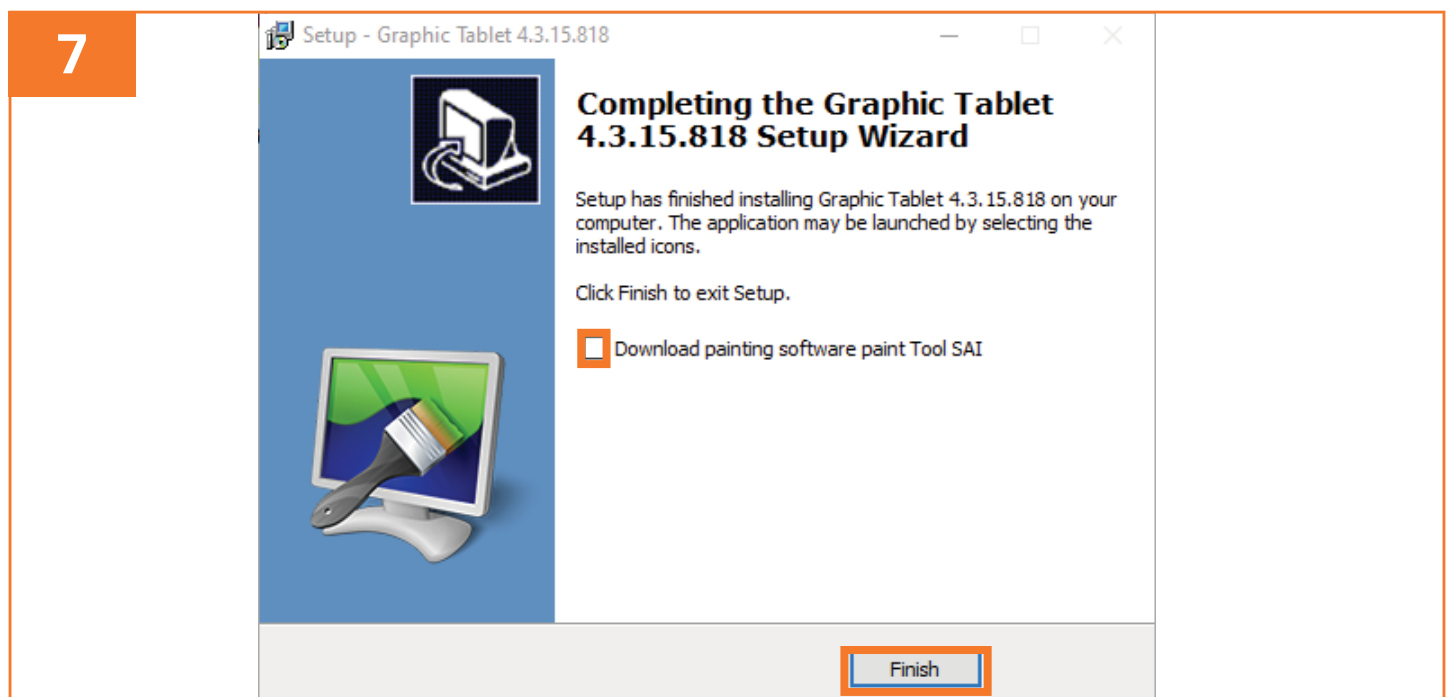 7
Setup - Graphic Tablet 4.3.15.818
Completing the Graphic Tablet
4.3.15.818 Setup Wizard
Setup has finished installing Graphic Tablet 4.3.15.818 on your
computer. The application may be launched by selecting the
installed icons.
Click Finish to exit Setup.
Download painting software paint Tool SAI
Finish